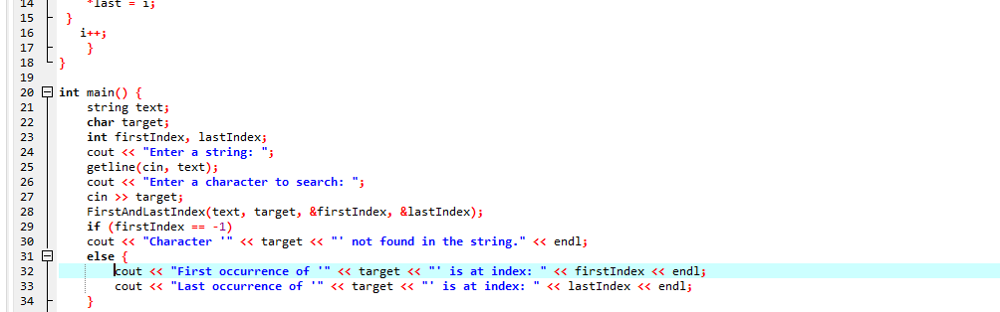 14 *last = i;
15 }
16 i++;
17 }
18 }
19
20 int main() {
21 string text;
22 char target;
23 int firstIndex, lastIndex;
24 cout << "Enter a string: ";
25 getline(cin, text);
26 cout << "Enter a character to search: ";
27 cin >> target;
28 FirstAndLastIndex(text, target, &firstIndex, &lastIndex);
29 if (firstIndex == -1)
30 cout << "Character '" << target << "' not found in the string." << endl;
31 else {
32 cout << "First occurrence of '" << target << "' is at index: " << firstIndex << endl;
33 cout << "Last occurrence of '" << target << "' is at index: " << lastIndex << endl;
34 }